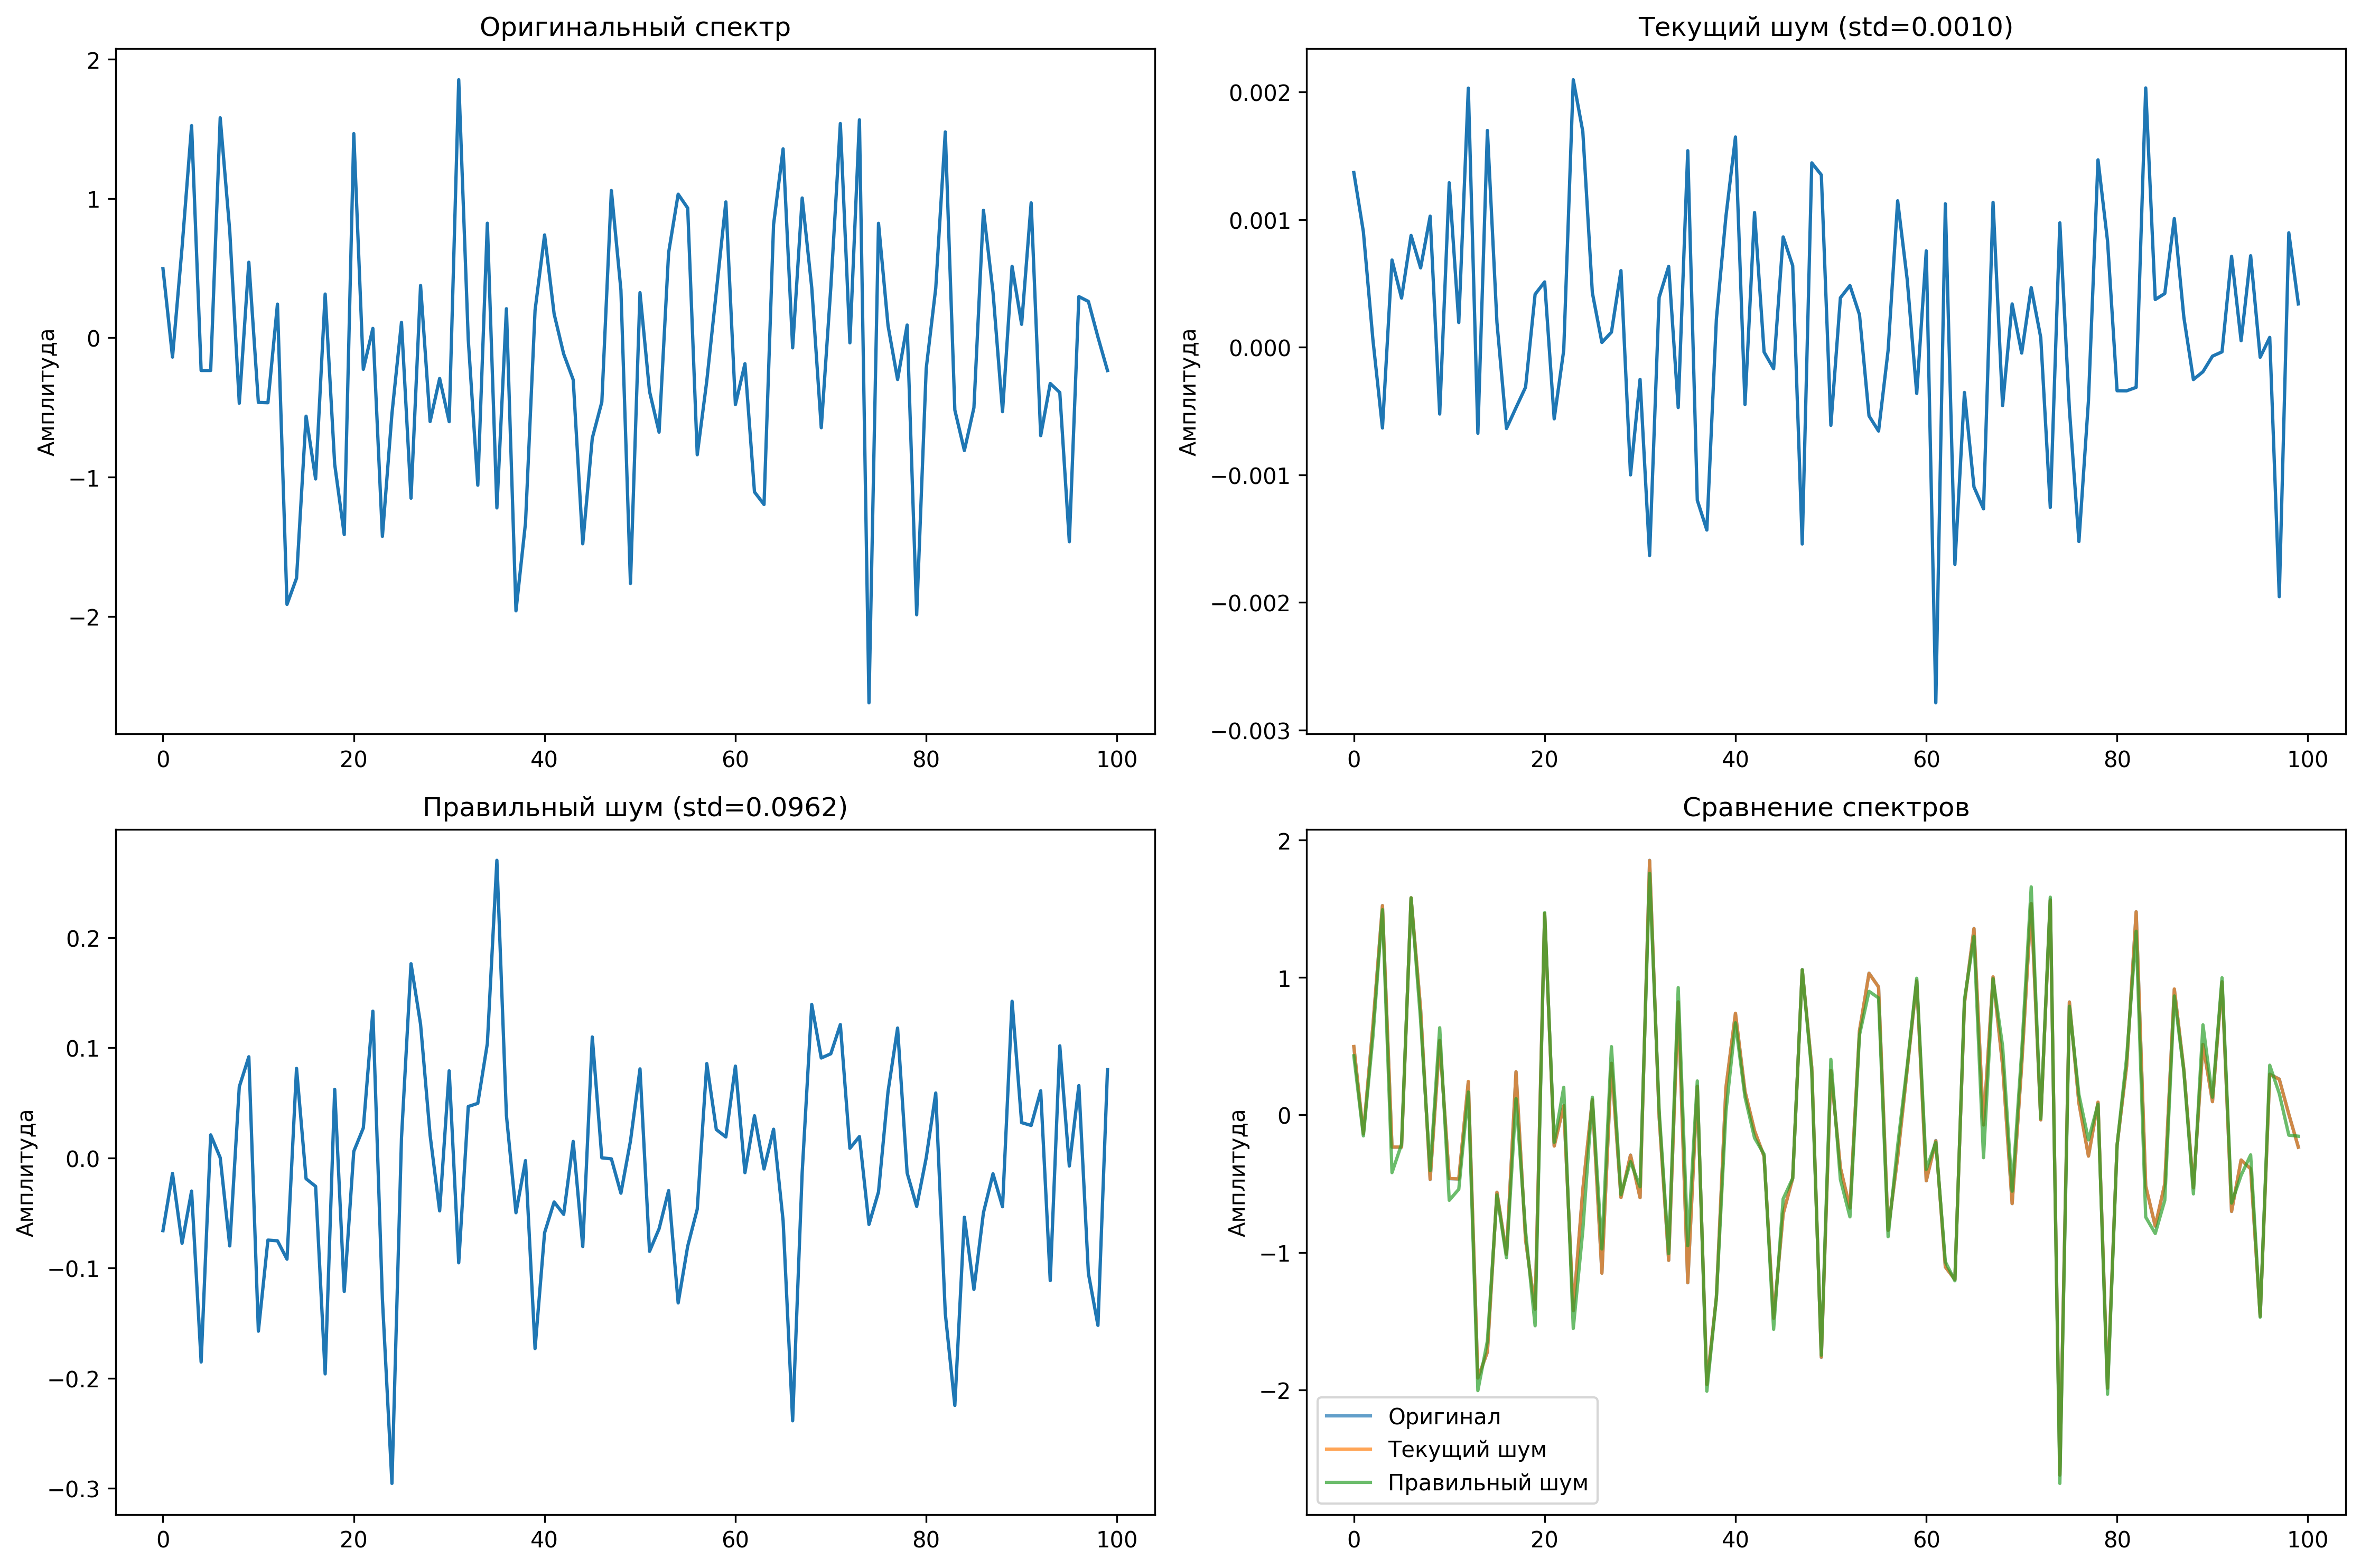 Оригинальный спектр
Амплитуда
2
1
0
−1
−2
0 20 40 60 80 100
Текущий шум (std=0.0010)
Амплитуда
0.002
0.001
0.000
−0.001
−0.002
−0.003
0 20 40 60 80 100
Правильный шум (std=0.0962)
Амплитуда
0.2
0.1
0.0
−0.1
−0.2
−0.3
0 20 40 60 80 100
Сравнение спектров
Амплитуда
2
1
0
−1
−2
Оригинал
Текущий шум
Правильный шум
0 20 40 60 80 100